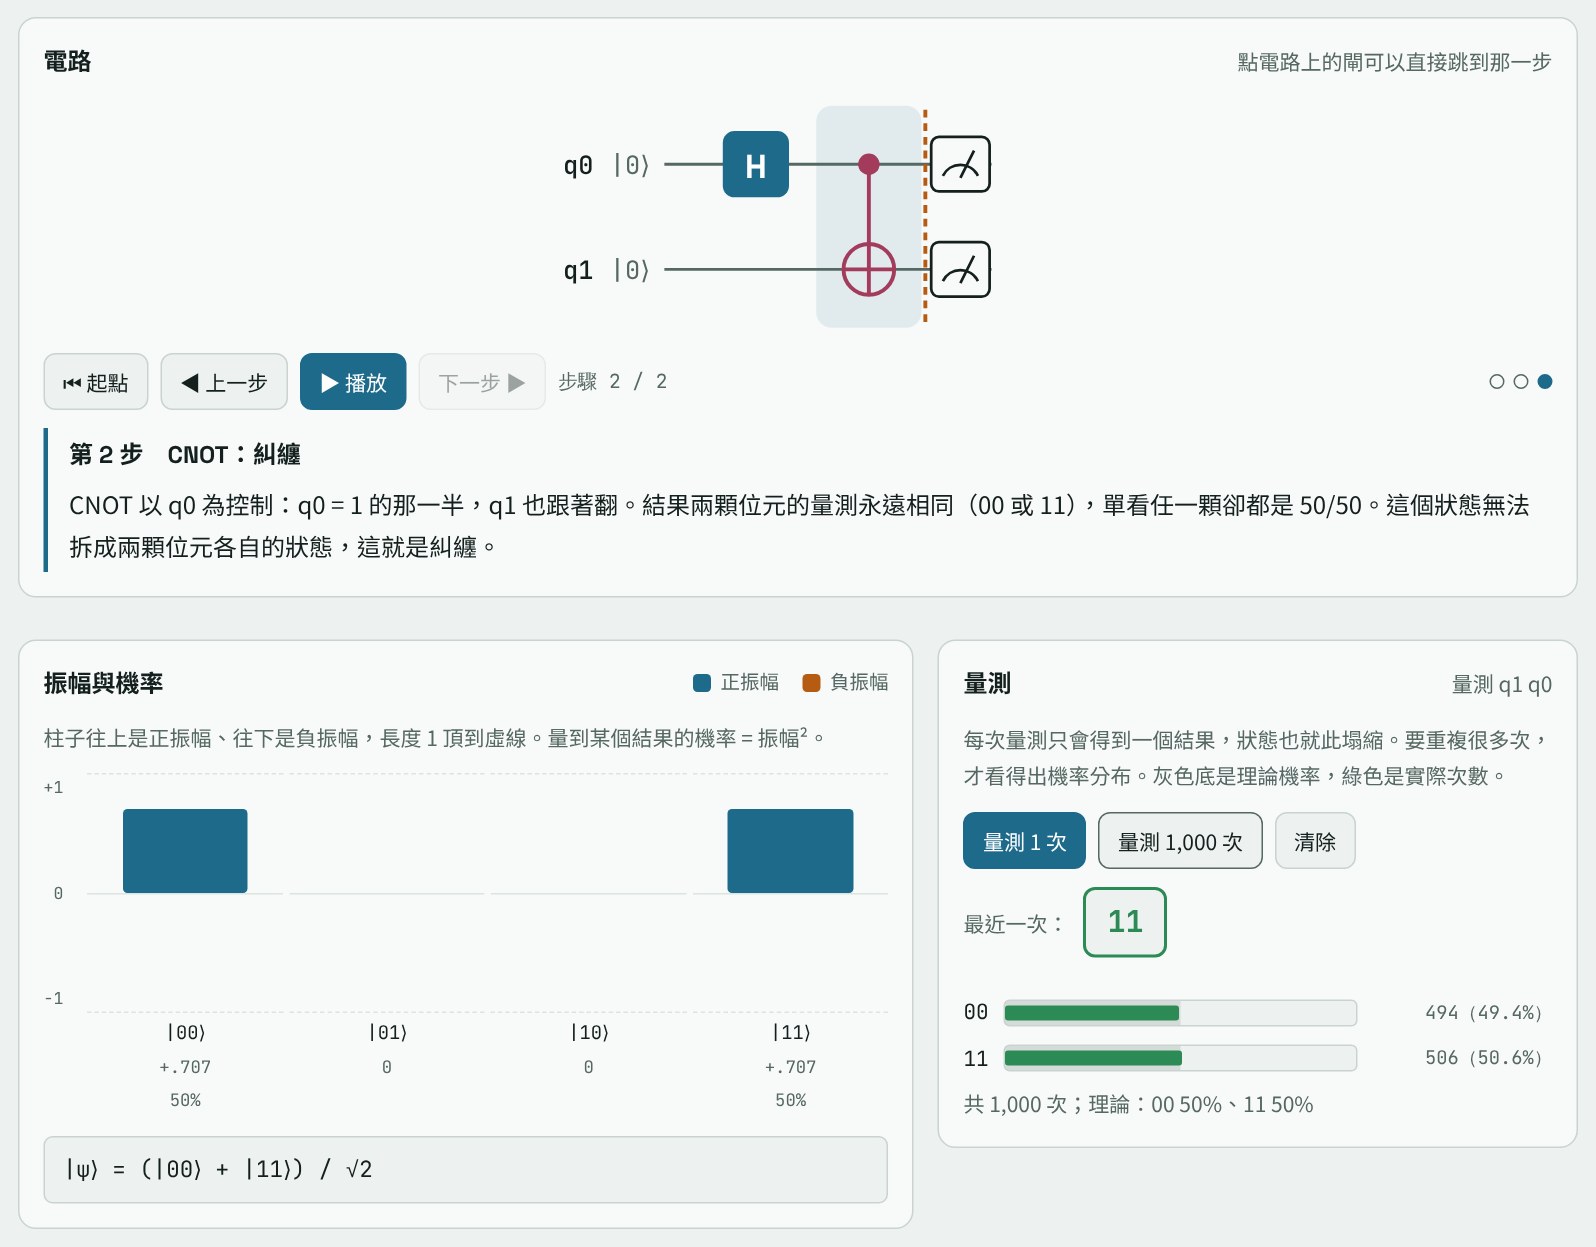 電路
點電路上的閘可以直接跳到那一步
q0 |0⟩ H
q1 |0⟩
⏮ 起點 ◀ 上一步 ▶ 播放 下一步 ▶ 步驟 2 / 2
第 2 步 CNOT：糾纏
CNOT 以 q0 為控制：q0 = 1 的那一半，q1 也跟著翻。結果兩顆位元的量測永遠相同（00 或 11），單看任一顆卻都是 50/50。這個狀態無法
拆成兩顆位元各自的狀態，這就是糾纏。
振幅與機率
正振幅 負振幅
柱子往上是正振幅、往下是負振幅，長度 1 頂到虛線。量到某個結果的機率 = 振幅²。
+1
0
-1
|00⟩ |01⟩ |10⟩ |11⟩
+.707 0 0 +.707
50% 50%
|ψ⟩ = (|00⟩ + |11⟩) / √2
量測
量測 q1 q0
每次量測只會得到一個結果，狀態也就此塌縮。要重複很多次，
才看得出機率分布。灰色底是理論機率，綠色是實際次數。
量測 1 次 量測 1,000 次 清除
最近一次： 11
00 494 (49.4%)
11 506 (50.6%)
共 1,000 次；理論：00 50%、11 50%